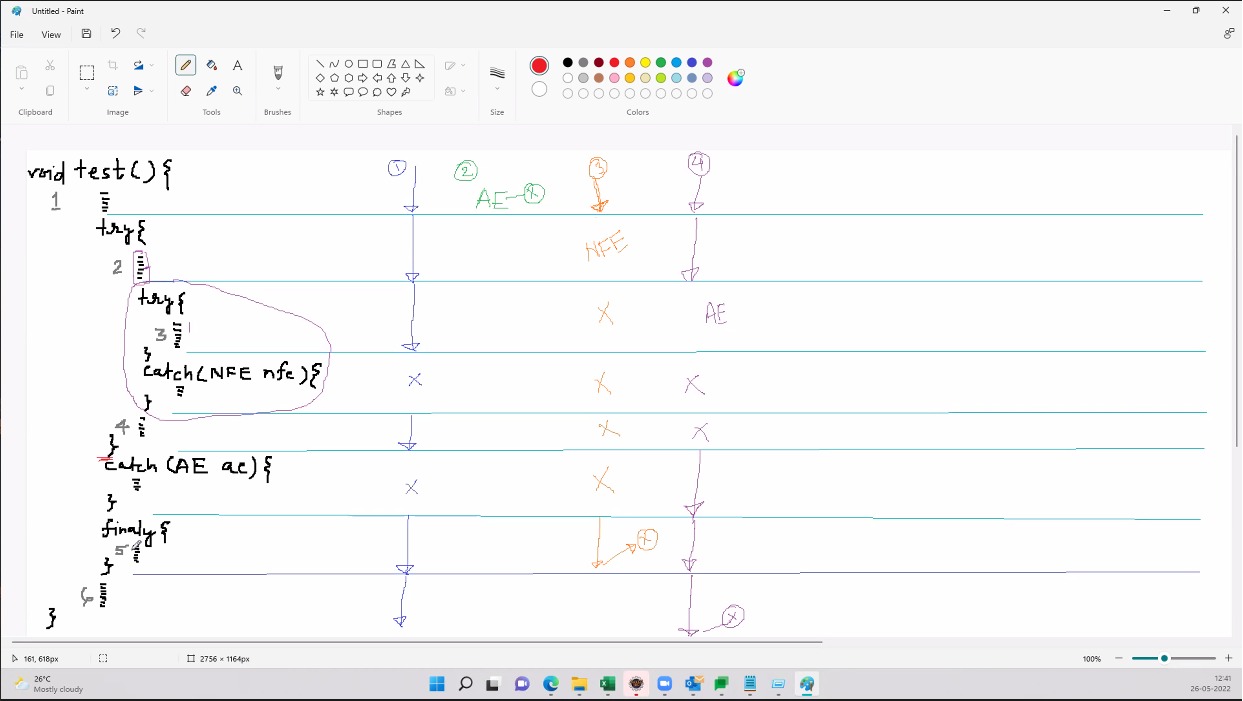 Untitled - Paint
File View
Clipboard Image Tools Brushes Shapes Size Colors
void test() {
1
try{
2
try{
3
}
catch(NFE nfe){
}
4
}
catch (AE ae){
}
finaly{
5
}
6
}
1 2 3 4
AE X
NFE
X AE
X X X
X X
X X
X
X
161, 618px 2756 × 1164px 100%
26°C
Mostly cloudy
12:41
26-05-2022